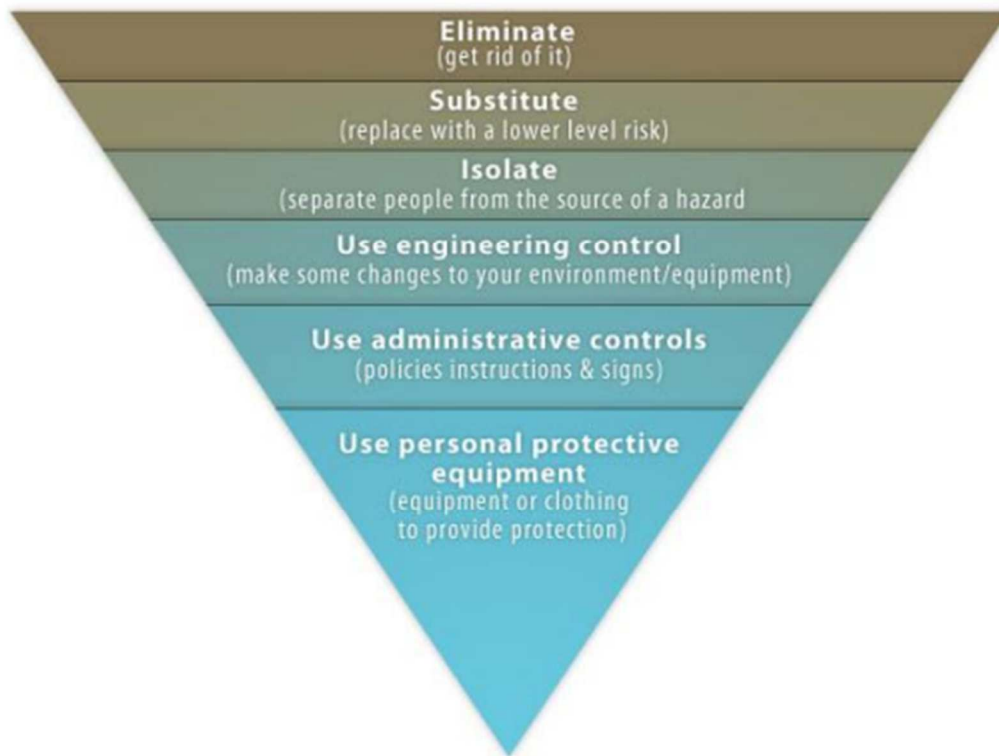 Eliminate
(get rid of it)
Substitute
(replace with a lower level risk)
Isolate
(separate people from the source of a hazard
Use engineering control
(make some changes to your environment/equipment)
Use administrative controls
(policies instructions & signs)
Use personal protective
equipment
(equipment or clothing
to provide protection)